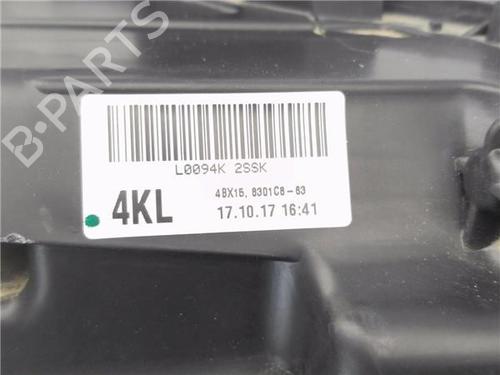 B-PARTS
L0094K 2SSK
4BX15, 8301C8-83
4KL
17.10.17 16:41